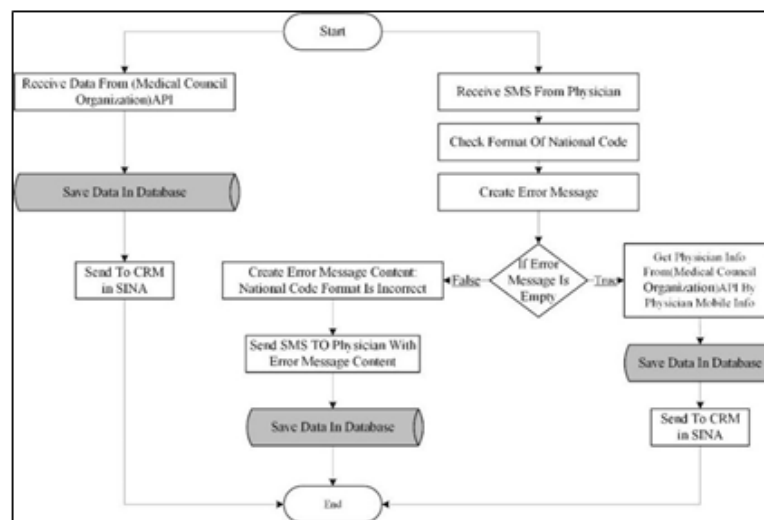 Start
Receive Data From (Medical Council
Organization)API
Save Data In Database
Send To CRM
in SINA
Receive SMS From Physician
Check Format Of National Code
Create Error Message
If Error
Message Is
Empty
False
True
Create Error Message Content:
National Code Format Is Incorrect
Send SMS TO Physician With
Error Message Content
Save Data In Database
Get Physician Info
From(Medical Council
Organization)API By
Physician Mobile Info
Save Data In Database
Send To CRM
in SINA
End